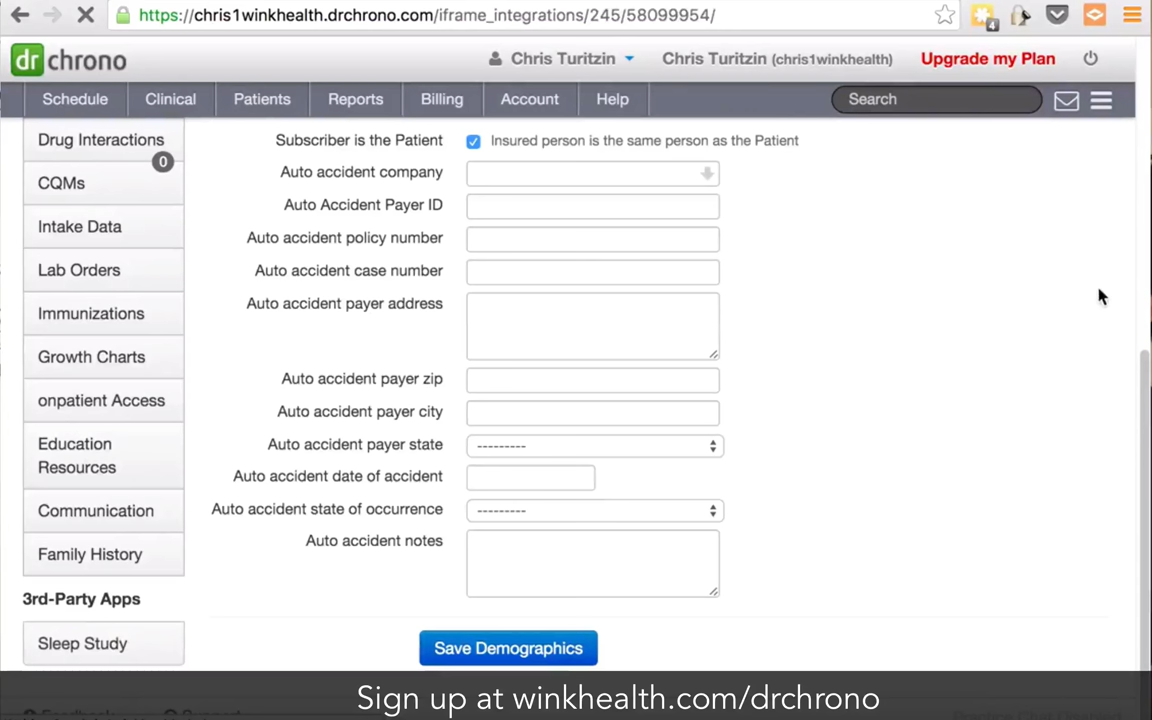 https://chris1winkhealth.drchrono.com/iframe_integrations/245/58099954/
4
dr chrono
Chris Turitzin
Chris Turitzin (chris1winkhealth)
Upgrade my Plan
Schedule
Clinical
Patients
Reports
Billing
Account
Help
Search
Drug Interactions
0
CQMs
Intake Data
Lab Orders
Immunizations
Growth Charts
onpatient Access
Education
Resources
Communication
Family History
3rd-Party Apps
Sleep Study
Subscriber is the Patient
Insured person is the same person as the Patient
Auto accident company
Auto Accident Payer ID
Auto accident policy number
Auto accident case number
Auto accident payer address
Auto accident payer zip
Auto accident payer city
Auto accident payer state
---------
Auto accident date of accident
Auto accident state of occurrence
---------
Auto accident notes
Save Demographics
Sign up at winkhealth.com/drchrono